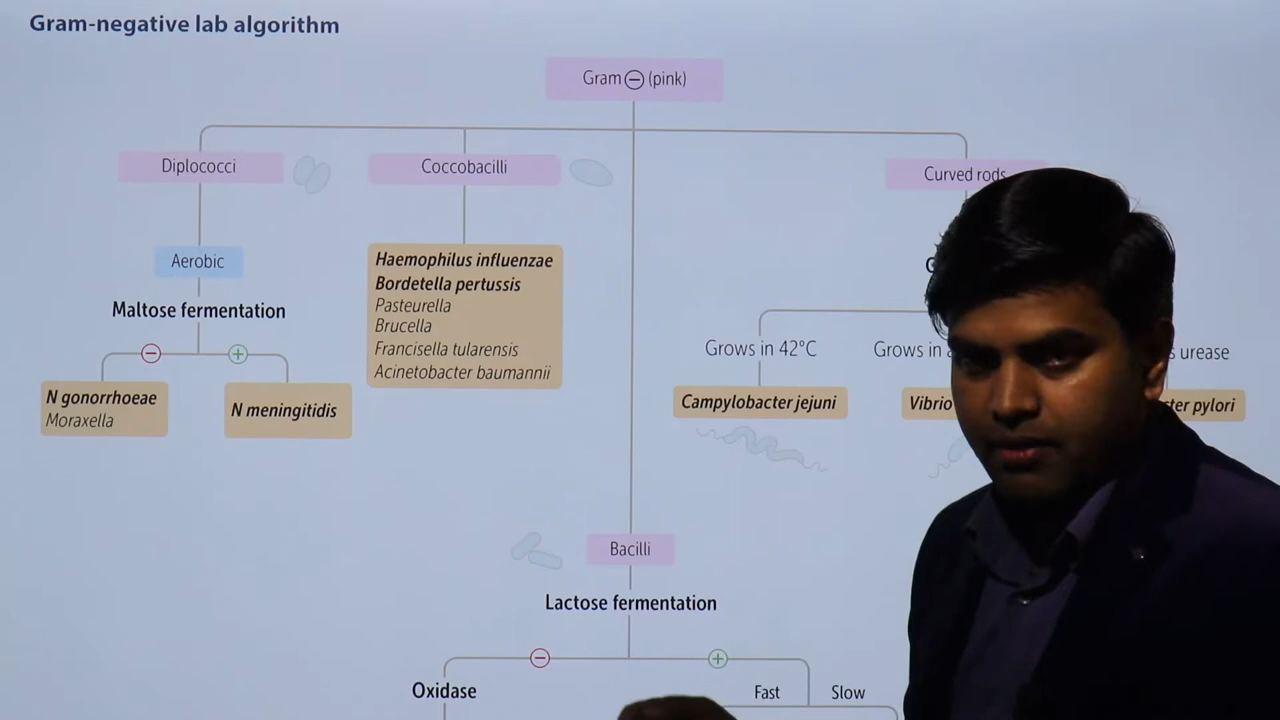 Gram-negative lab algorithm
Gram ⊖ (pink)
Diplococci
Coccobacilli
Curved rods
Aerobic
Haemophilus influenzae
Bordetella pertussis
Pasteurella
Brucella
Francisella tularensis
Acinetobacter baumannii
Maltose fermentation
−
+
N gonorrhoeae
Moraxella
N meningitidis
Grows in 42°C
Grows in
urease
Campylobacter jejuni
Vibrio
pylori
Bacilli
Lactose fermentation
−
+
Oxidase
Fast
Slow